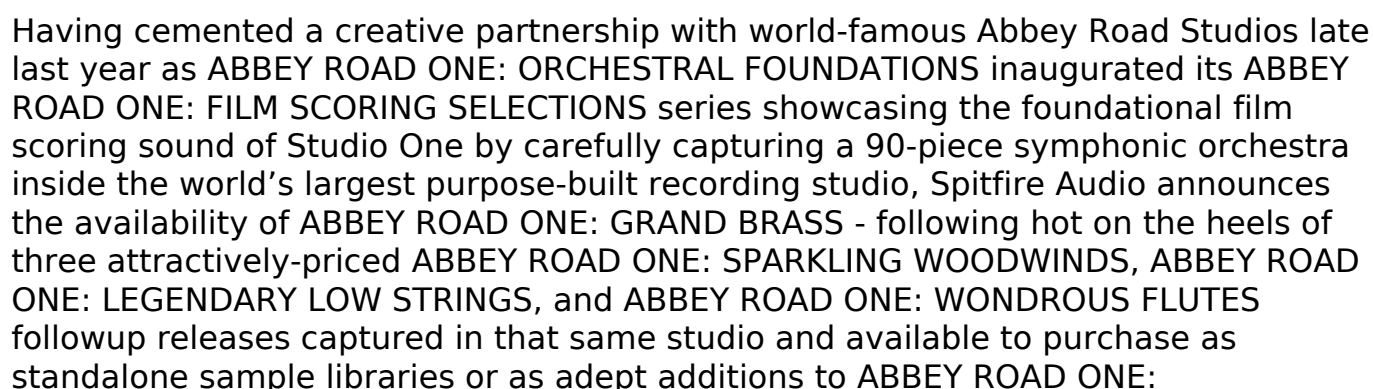 Having cemented a creative partnership with world-famous Abbey Road Studios late
last year as ABBEY ROAD ONE: ORCHESTRAL FOUNDATIONS inaugurated its ABBEY
ROAD ONE: FILM SCORING SELECTIONS series showcasing the foundational film
scoring sound of Studio One by carefully capturing a 90-piece symphonic orchestra
inside the world’s largest purpose-built recording studio, Spitfire Audio announces
the availability of ABBEY ROAD ONE: GRAND BRASS - following hot on the heels of
three attractively-priced ABBEY ROAD ONE: SPARKLING WOODWINDS, ABBEY ROAD
ONE: LEGENDARY LOW STRINGS, and ABBEY ROAD ONE: WONDROUS FLUTES
followup releases captured in that same studio and available to purchase as
standalone sample libraries or as adept additions to ABBEY ROAD ONE: